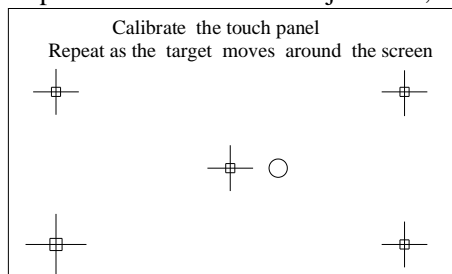 Calibrate the touch panel
Repeat as the target moves around the screen